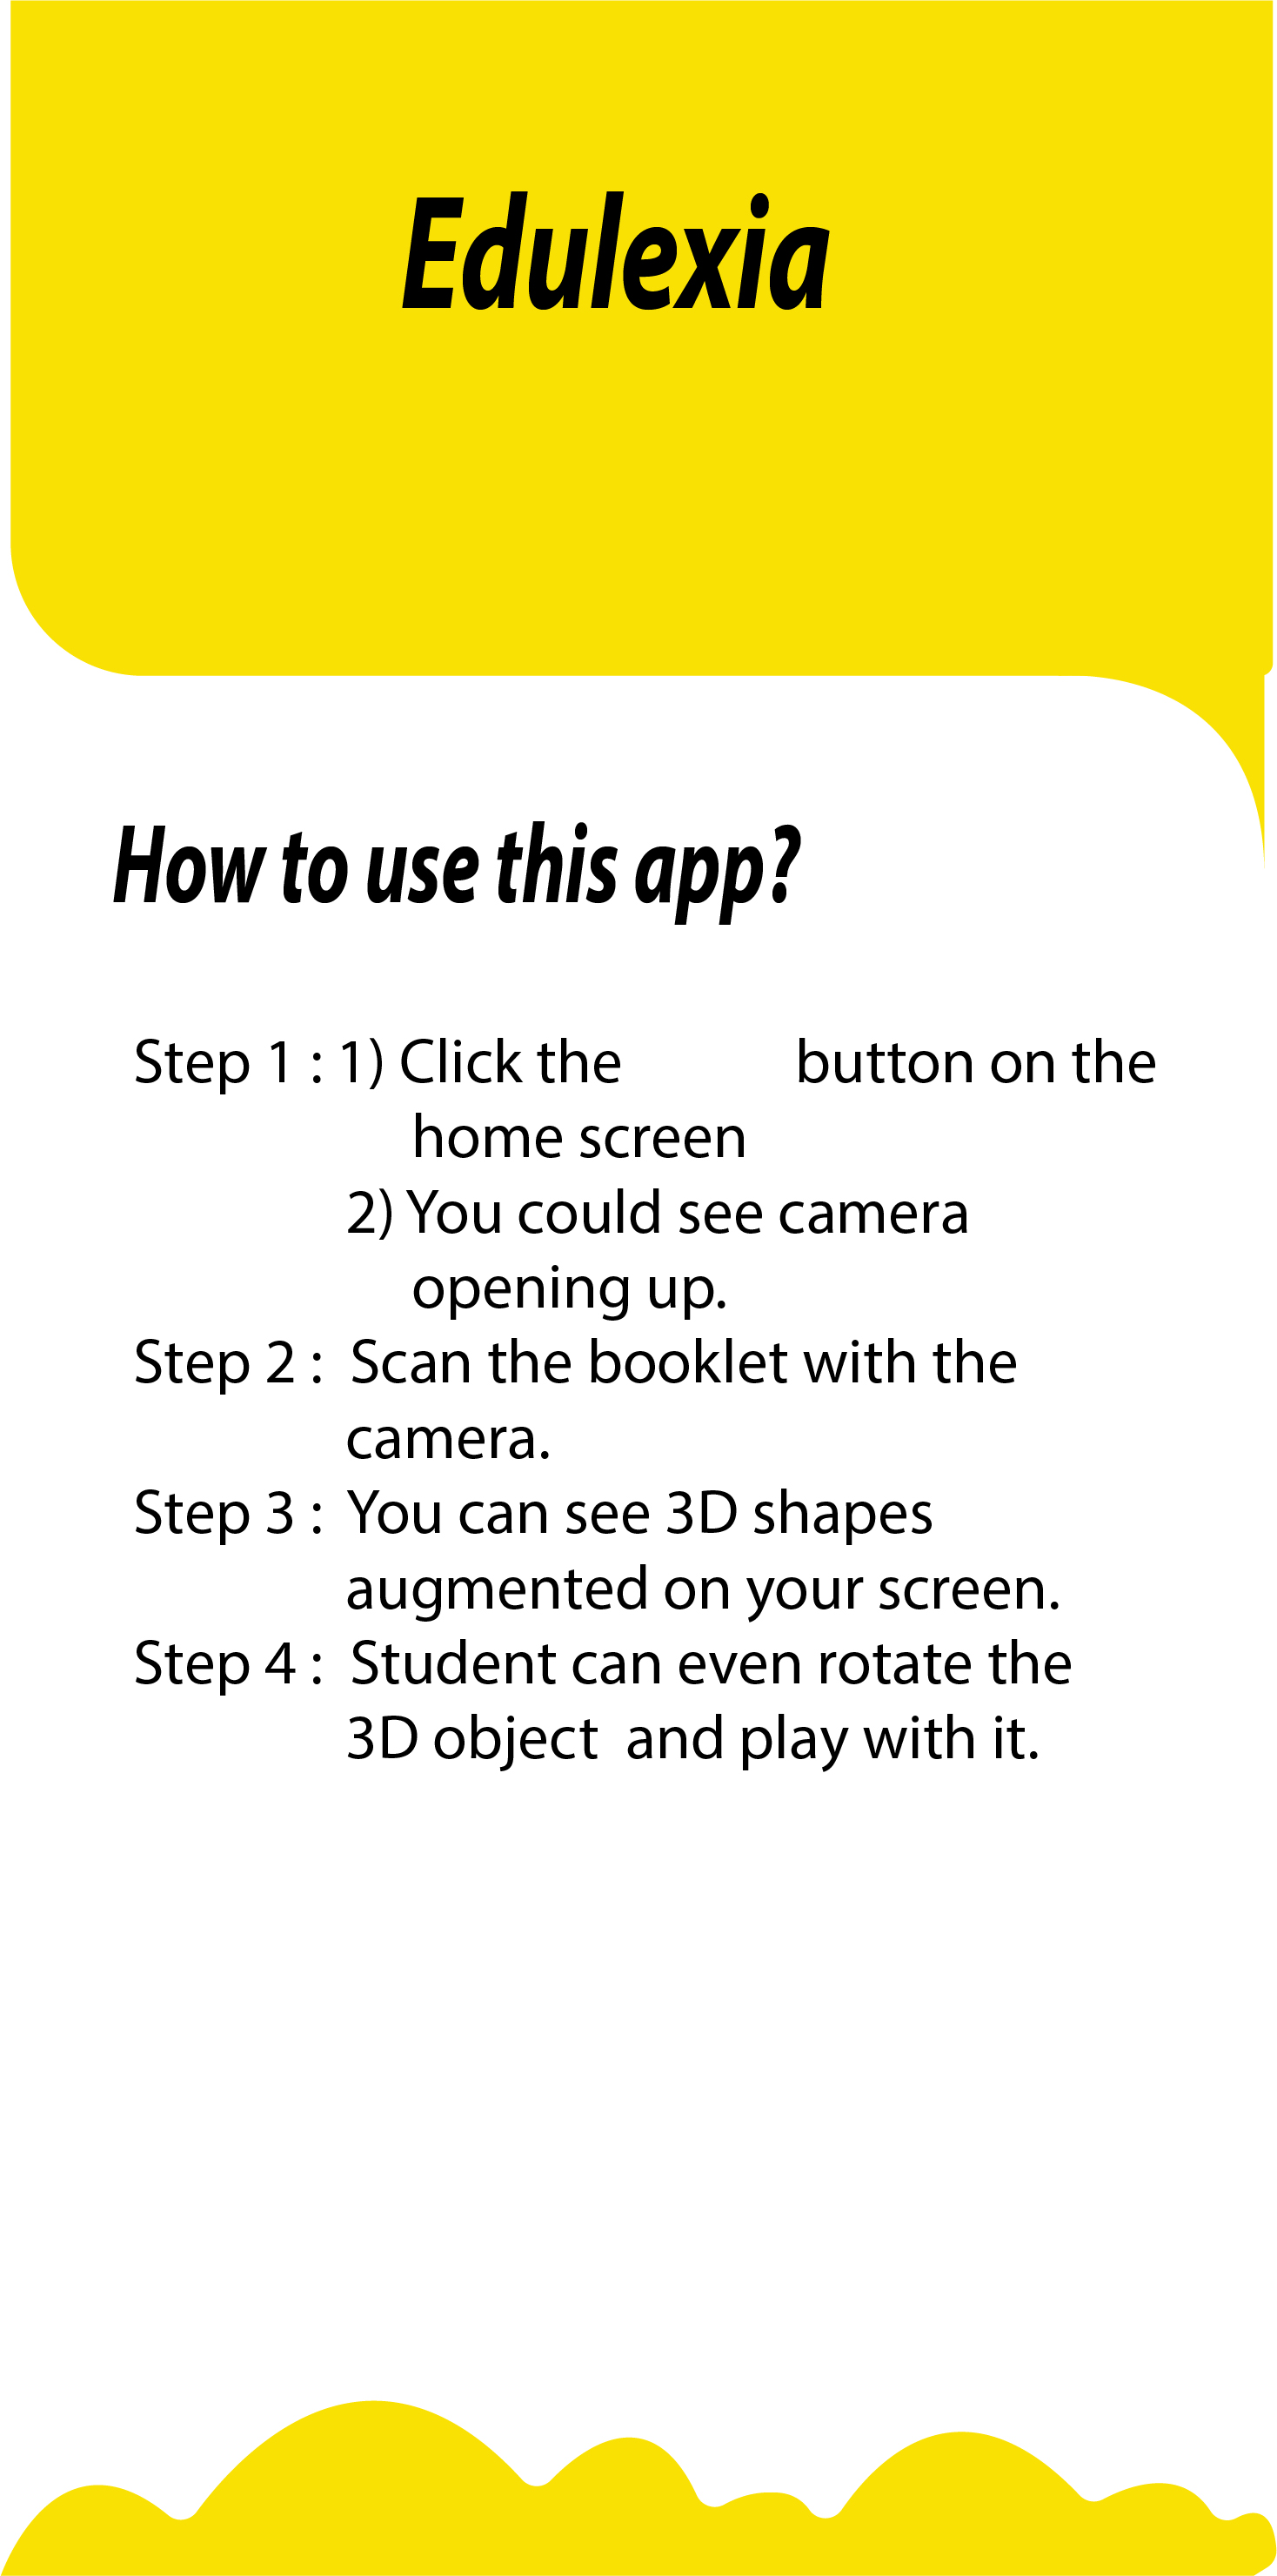 Edulexia
How to use this app?
Step 1 : 1) Click the button on the
home screen
2) You could see camera
opening up.
Step 2 : Scan the booklet with the
camera.
Step 3 : You can see 3D shapes
augmented on your screen.
Step 4 : Student can even rotate the
3D object and play with it.